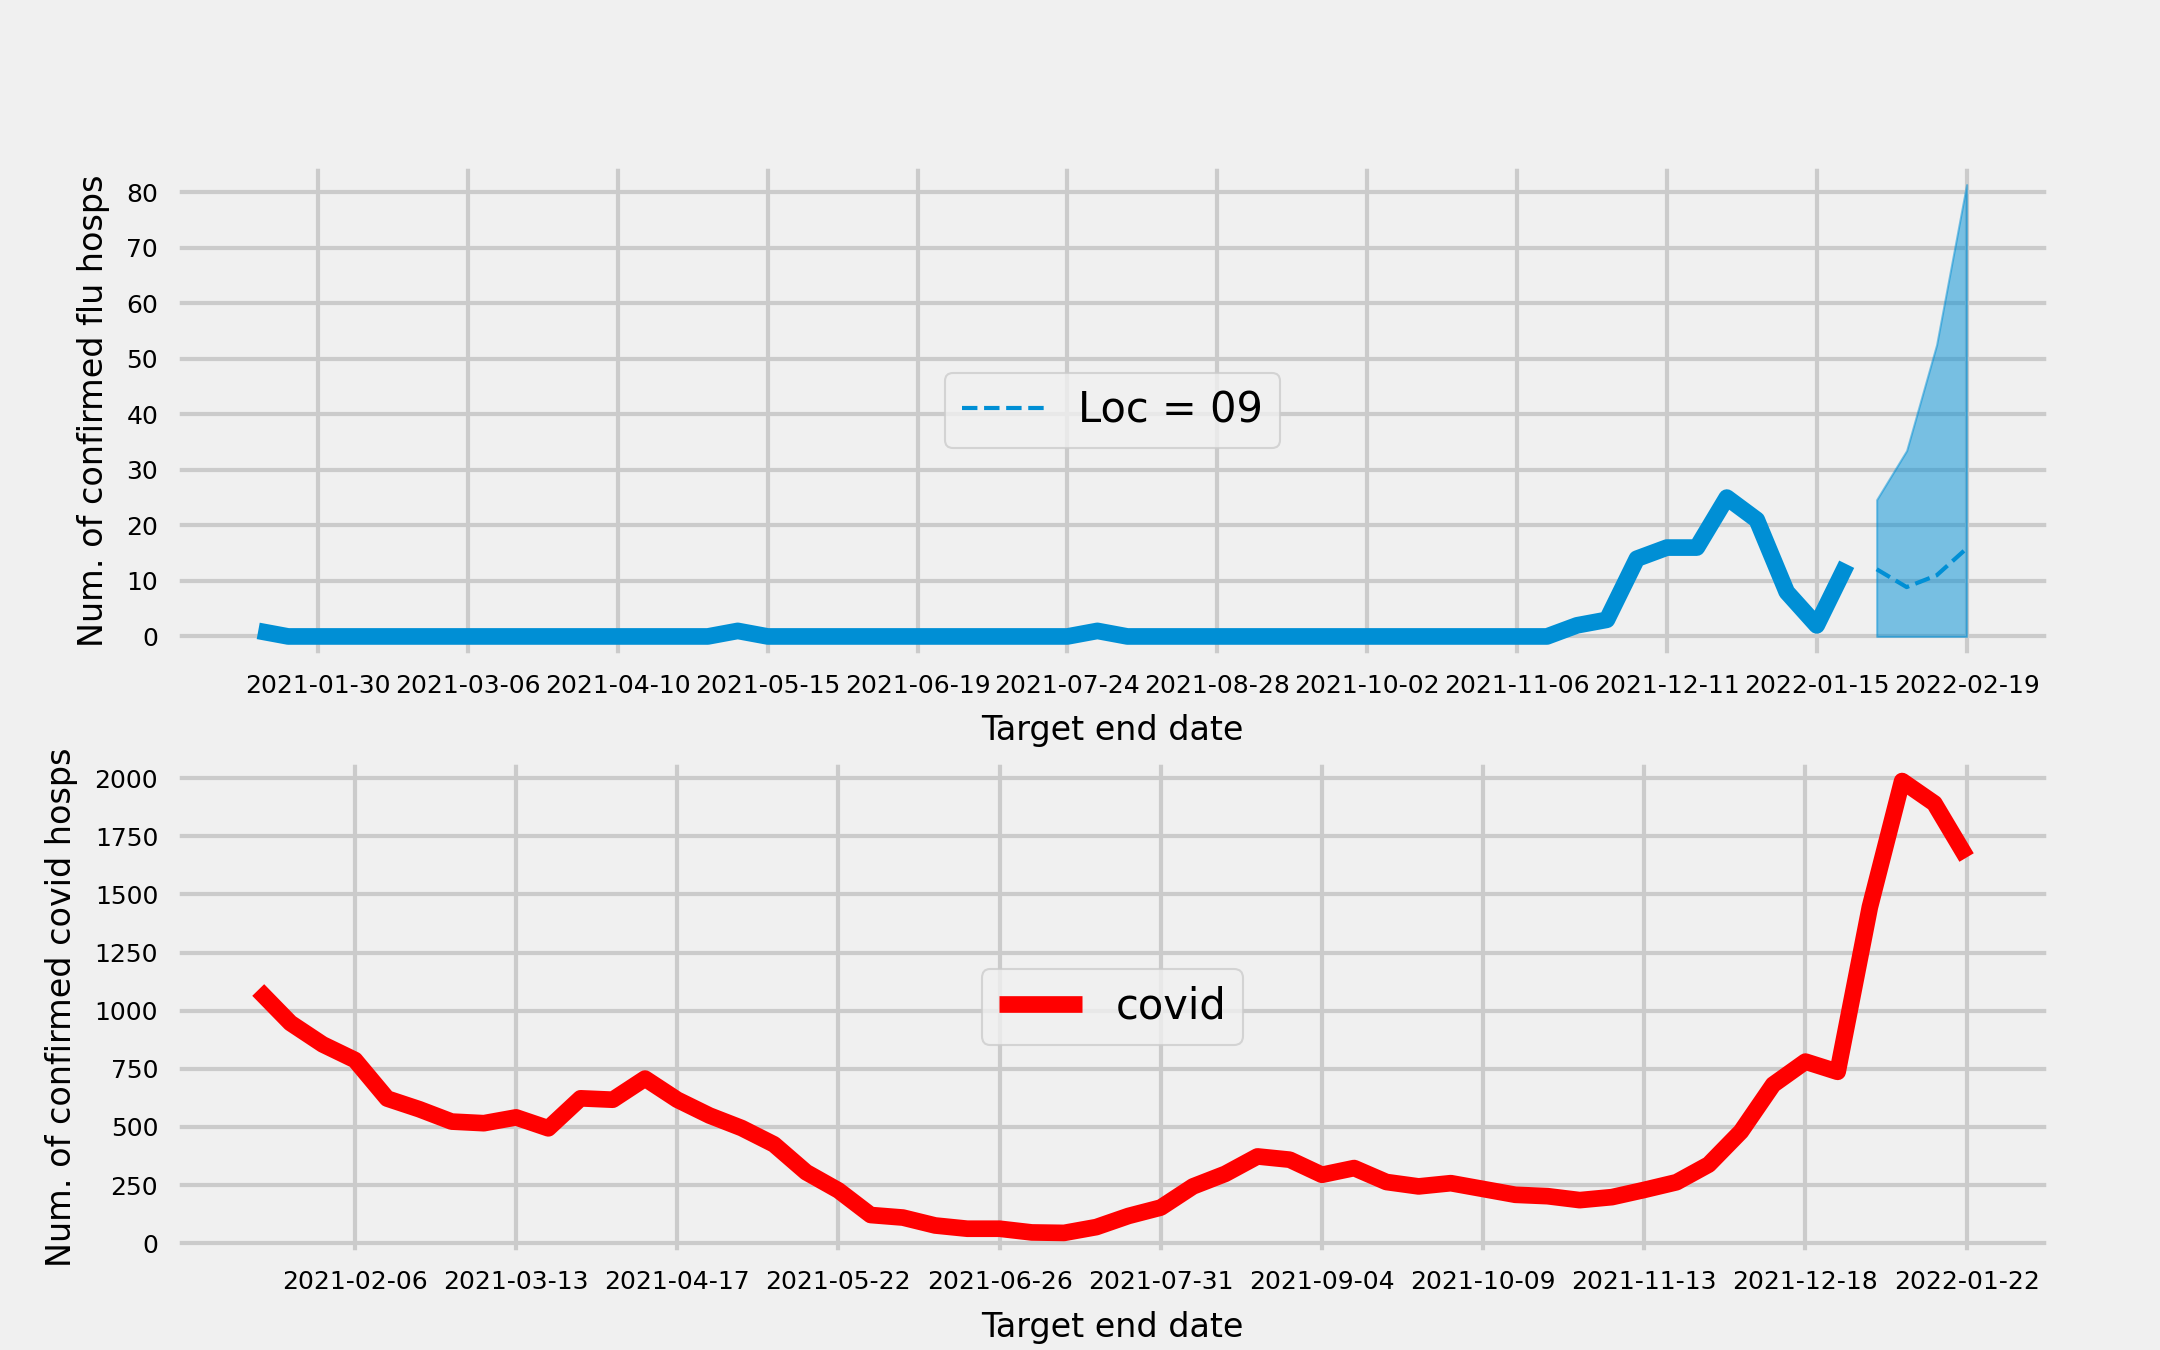 Num. of confirmed flu hosps
80
70
60
50
40
30
20
10
0
Loc = 09
2021-01-30 2021-03-06 2021-04-10 2021-05-15 2021-06-19 2021-07-24 2021-08-28 2021-10-02 2021-11-06 2021-12-11 2022-01-15 2022-02-19
Target end date
Num. of confirmed covid hosps
2000
1750
1500
1250
1000
750
500
250
0
covid
2021-02-06 2021-03-13 2021-04-17 2021-05-22 2021-06-26 2021-07-31 2021-09-04 2021-10-09 2021-11-13 2021-12-18 2022-01-22
Target end date